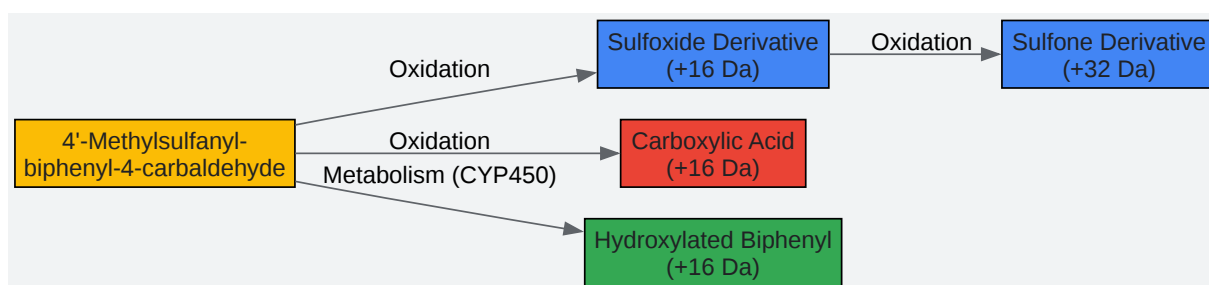 Sulfoxide Derivative
(+16 Da)
Oxidation
Sulfone Derivative
(+32 Da)
Oxidation
4'-Methylsulfanyl-
biphenyl-4-carbaldehyde
Oxidation
Carboxylic Acid
(+16 Da)
Metabolism (CYP450)
Hydroxylated Biphenyl
(+16 Da)